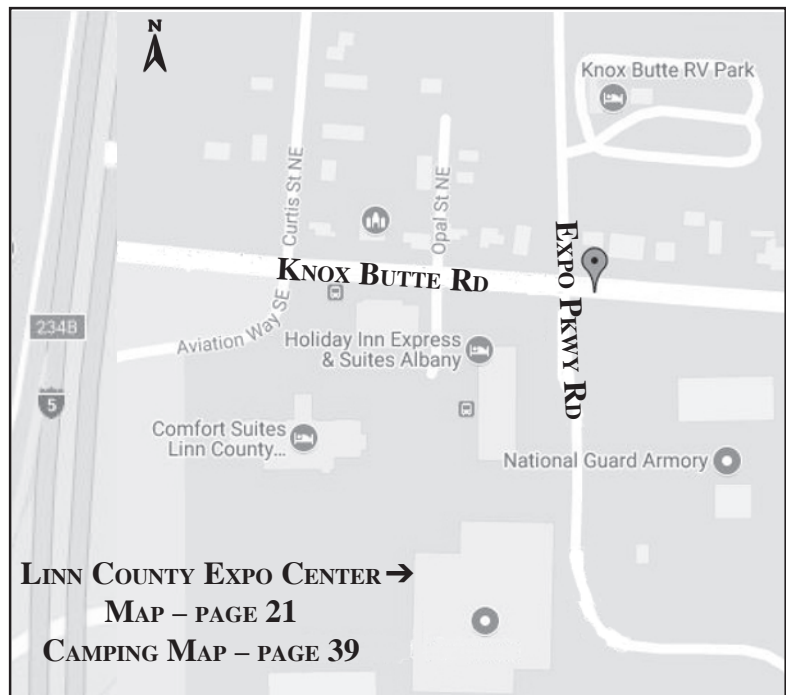 N
Knox Butte RV Park
Curtis St NE
Opal St NE
Knox Butte Rd
Expo Pkwy Rd
234B
Aviation Way SE
Holiday Inn Express
& Suites Albany
5
Comfort Suites
Linn County...
National Guard Armory
Linn County Expo Center →
Map – page 21
Camping Map – page 39